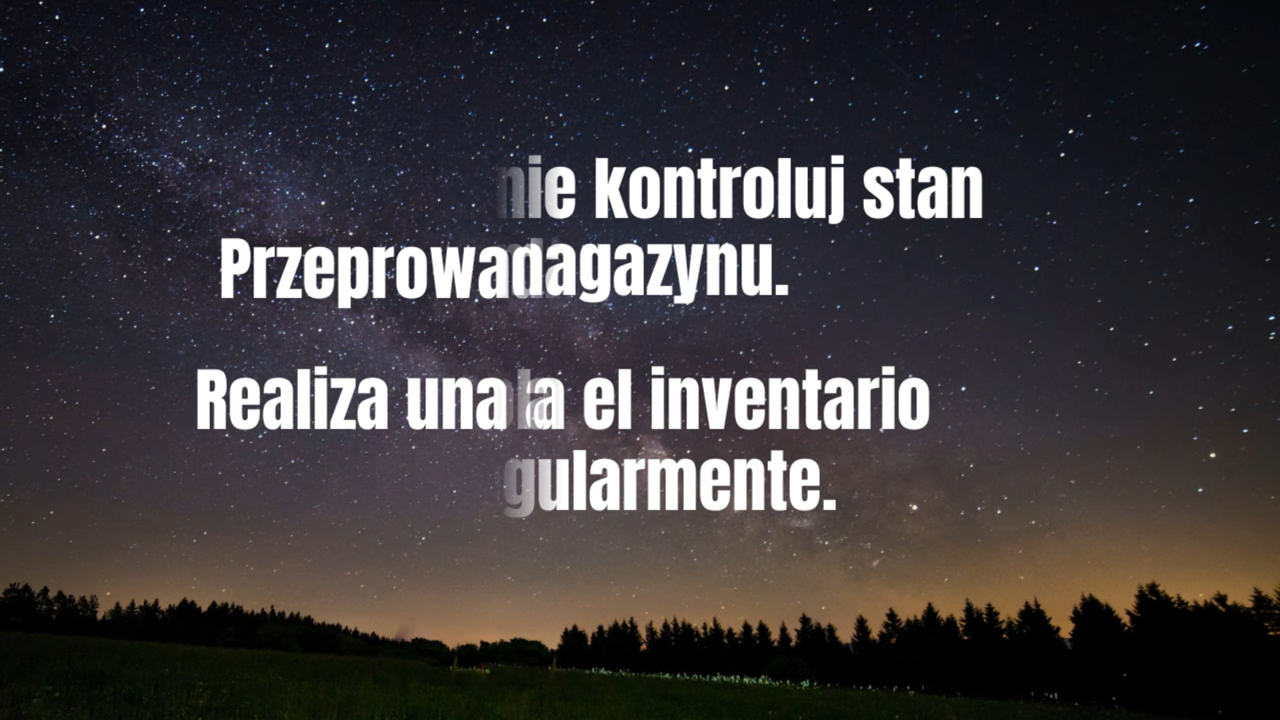 nie kontroluj stan
Przeprowadagazynu.
Realiza una la el inventario
gularmente.